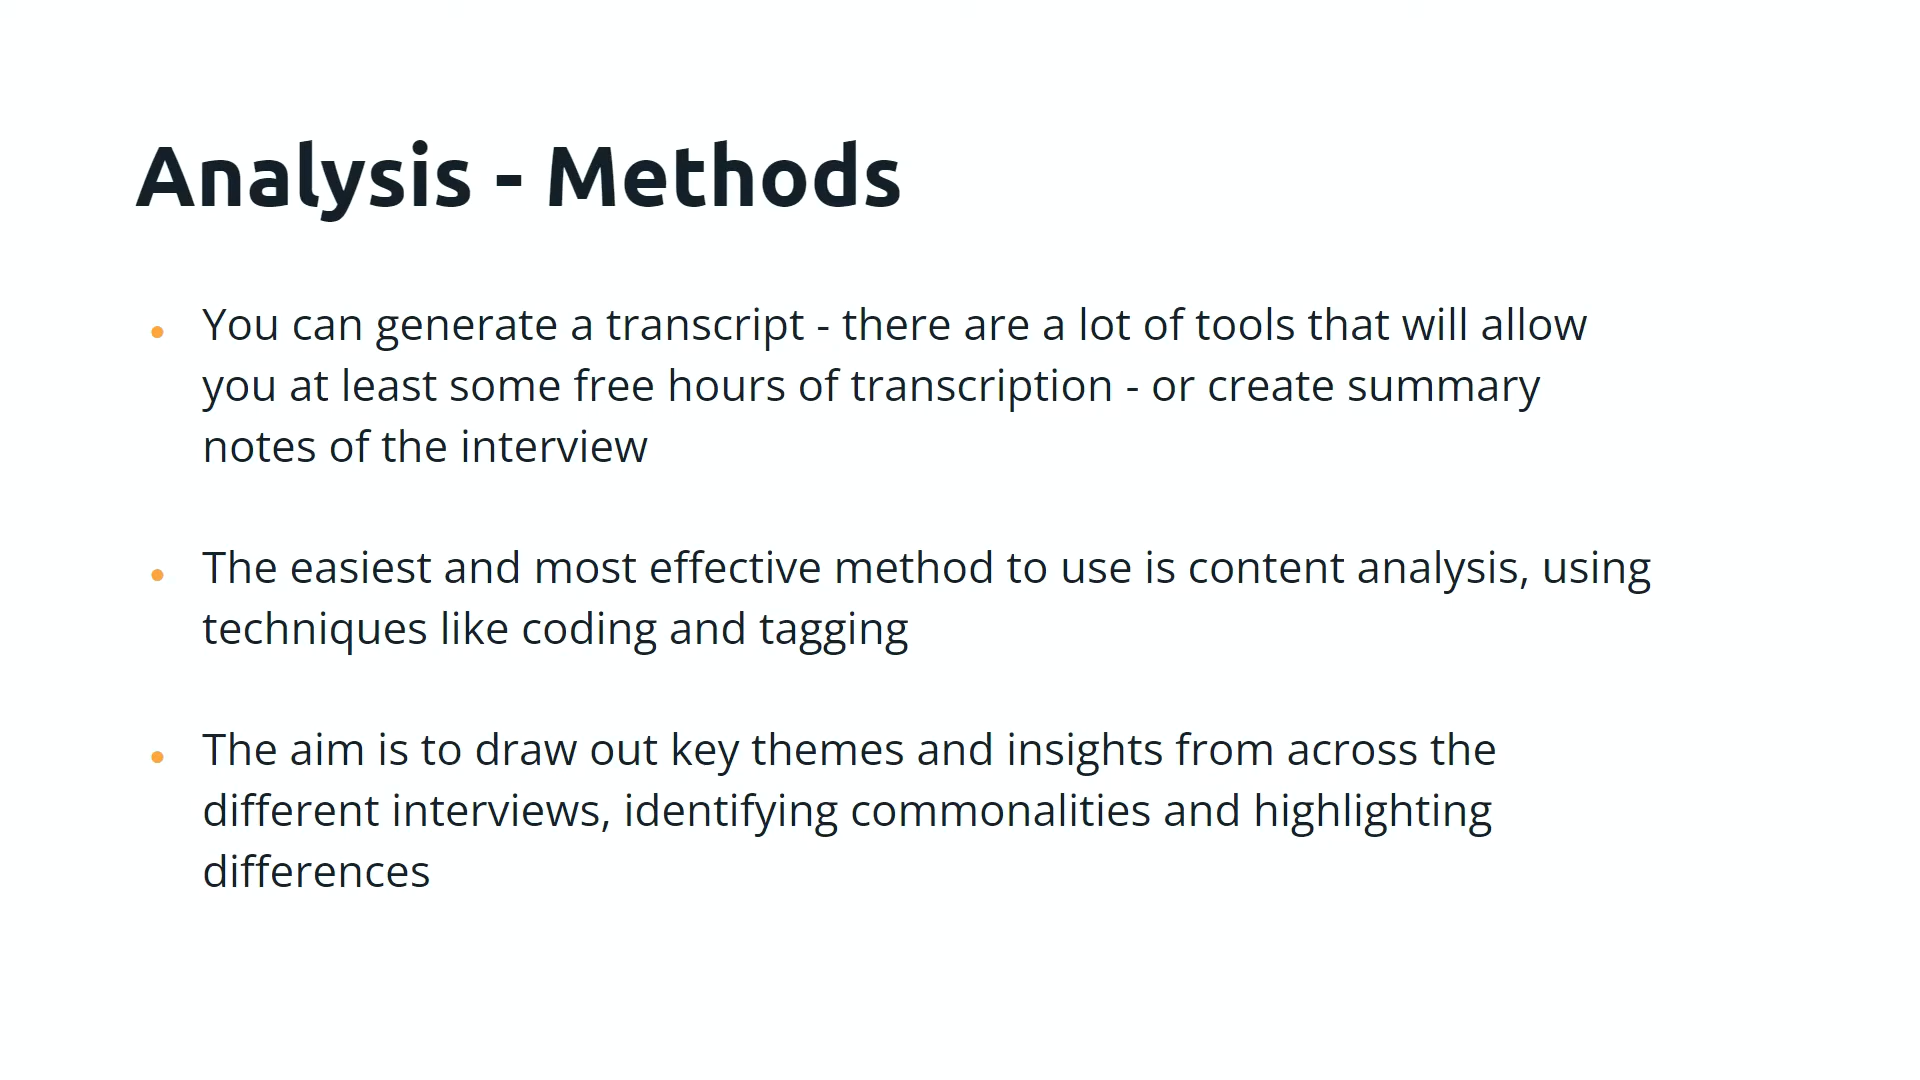 Analysis - Methods
• You can generate a transcript - there are a lot of tools that will allow
you at least some free hours of transcription - or create summary
notes of the interview
• The easiest and most effective method to use is content analysis, using
techniques like coding and tagging
• The aim is to draw out key themes and insights from across the
different interviews, identifying commonalities and highlighting
differences